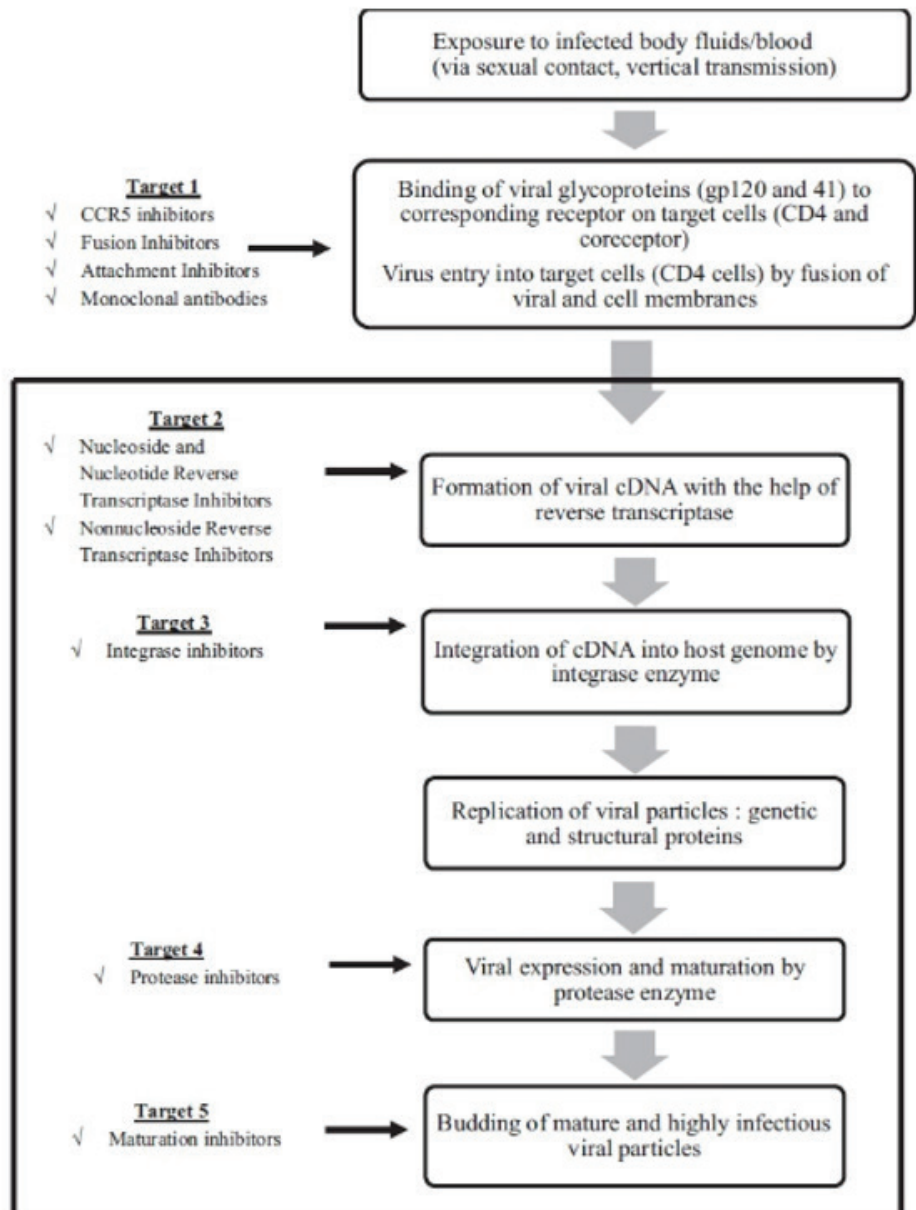 Exposure to infected body fluids/blood
(via sexual contact, vertical transmission)
Target 1
√ CCR5 inhibitors
√ Fusion Inhibitors
√ Attachment Inhibitors
√ Monoclonal antibodies
Binding of viral glycoproteins (gp120 and 41) to
corresponding receptor on target cells (CD4 and
coreceptor)
Virus entry into target cells (CD4 cells) by fusion of
viral and cell membranes
Target 2
√ Nucleoside and
Nucleotide Reverse
Transcriptase Inhibitors
√ Nonnucleoside Reverse
Transcriptase Inhibitors
Formation of viral cDNA with the help of
reverse transcriptase
Target 3
√ Integrase inhibitors
Integration of cDNA into host genome by
integrase enzyme
Replication of viral particles : genetic
and structural proteins
Target 4
√ Protease inhibitors
Viral expression and maturation by
protease enzyme
Target 5
√ Maturation inhibitors
Budding of mature and highly infectious
viral particles